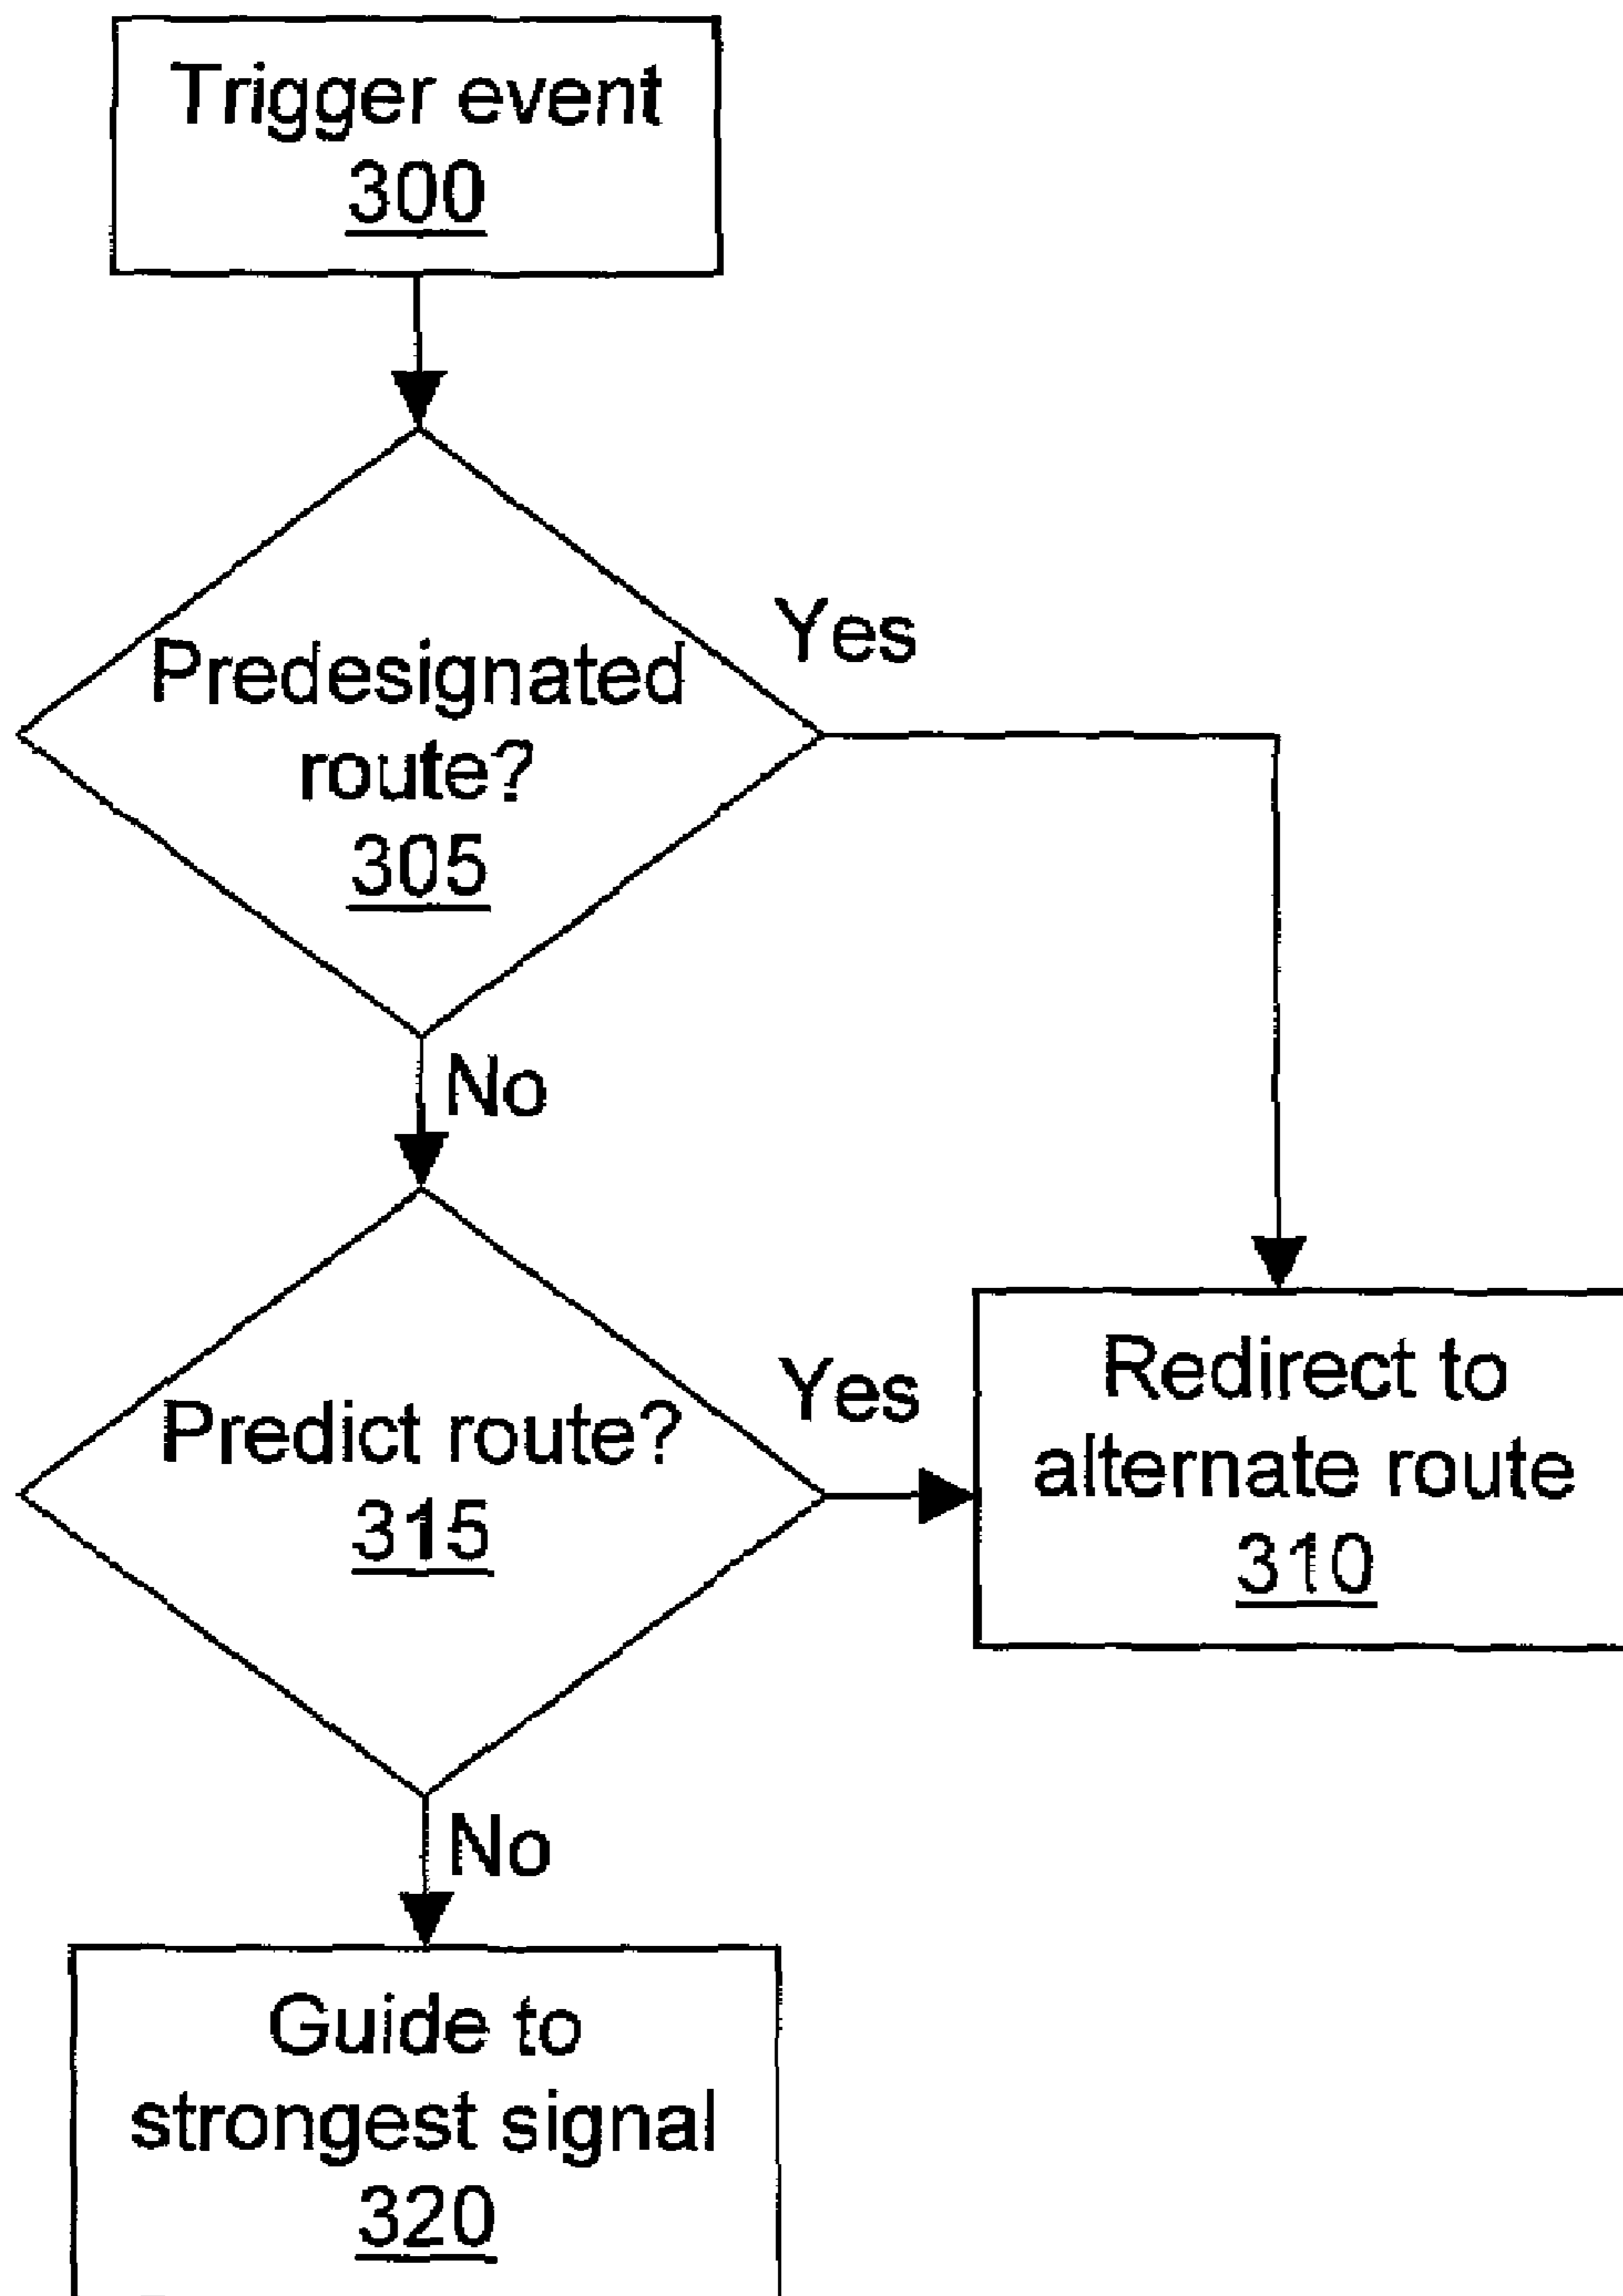 Trigger event
300
Predesignated
route?
305
Yes
No
Predict route?
315
Yes
Redirect to
alternate route
310
No
Guide to
strongest signal
320